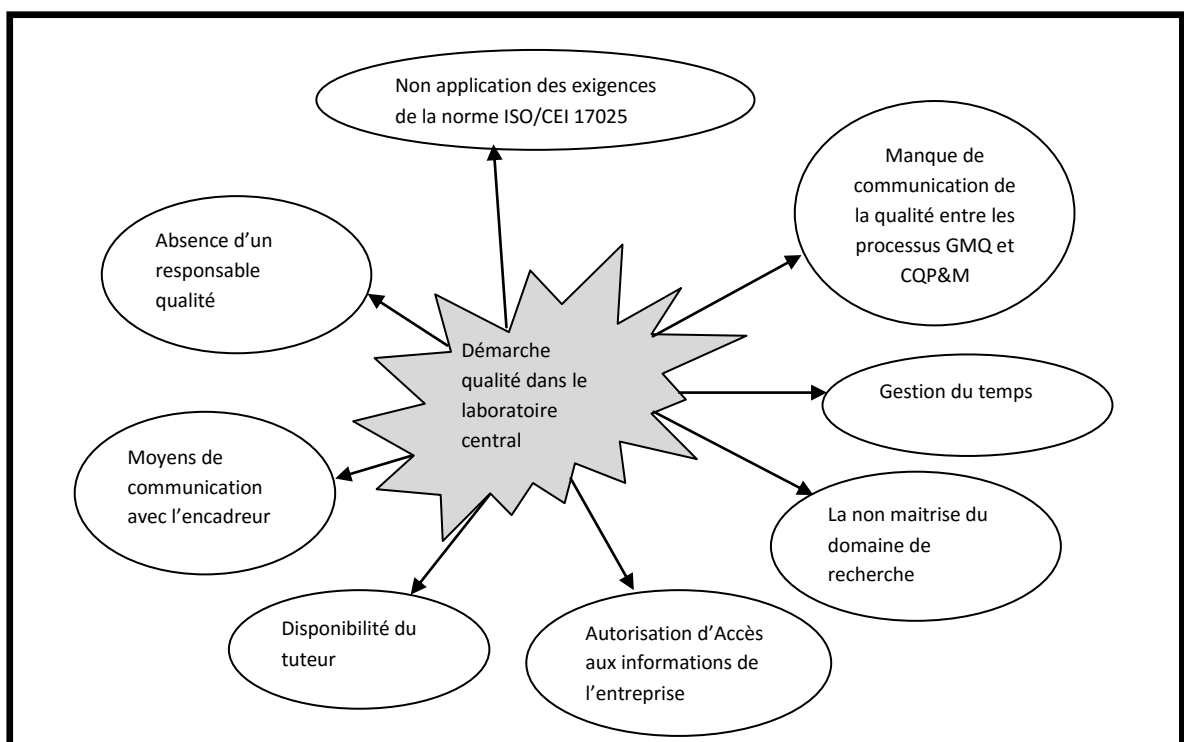 Non application des exigences
de la norme ISO/CEI 17025
Manque de
communication de
la qualité entre les
processus GMQ et
CQP&M
Absence d’un
responsable
qualité
Démarche
qualité dans le
laboratoire
central
Gestion du temps
Moyens de
communication
avec l’encadreur
La non maitrise du
domaine de
recherche
Disponibilité du
tuteur
Autorisation d’Accès
aux informations de
l’entreprise